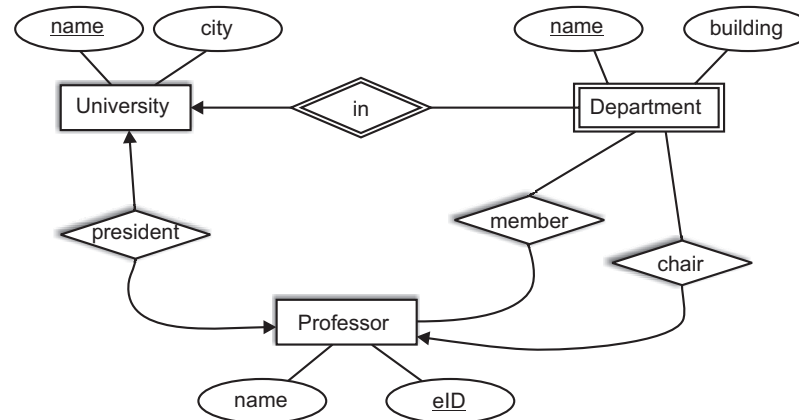 name
city
name
building
University
in
Department
president
member
chair
Professor
name
eID